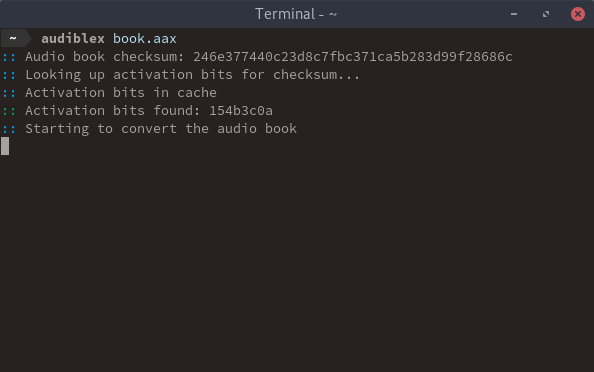 Terminal - ~
~ audiblex book.aax
:: Audio book checksum: 246e377440c23d8c7fbc371ca5b283d99f28686c
:: Looking up activation bits for checksum...
:: Activation bits in cache
:: Activation bits found: 154b3c0a
:: Starting to convert the audio book